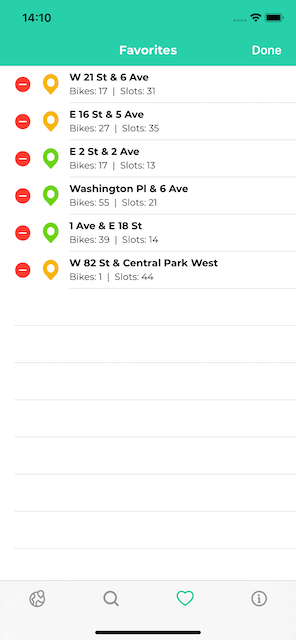 14:10
Favorites
Done
W 21 St & 6 Ave
Bikes: 17 | Slots: 31
E 16 St & 5 Ave
Bikes: 27 | Slots: 35
E 2 St & 2 Ave
Bikes: 17 | Slots: 13
Washington Pl & 6 Ave
Bikes: 55 | Slots: 21
1 Ave & E 18 St
Bikes: 39 | Slots: 14
W 82 St & Central Park West
Bikes: 1 | Slots: 44